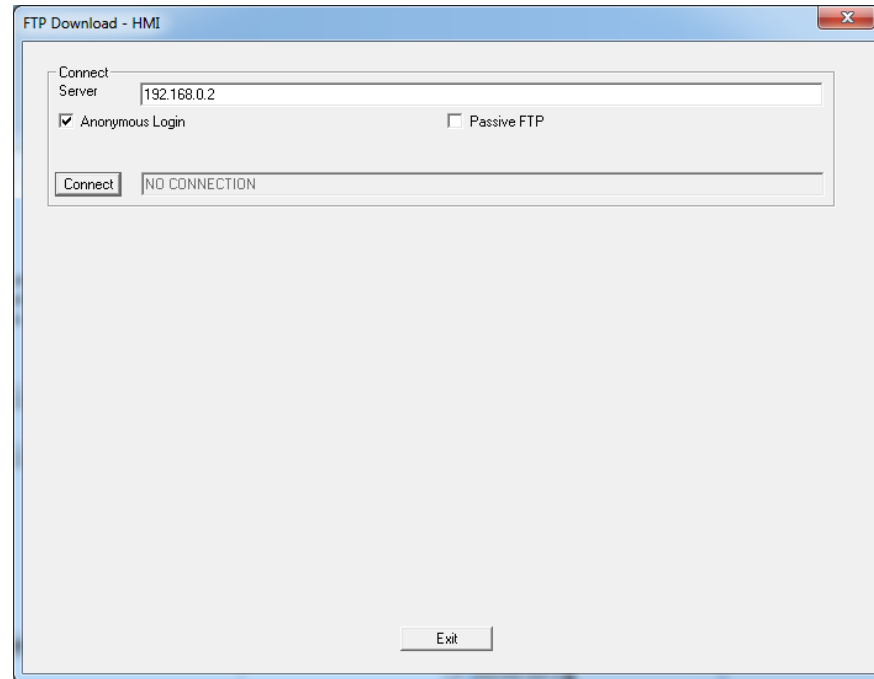 FTP Download - HMI
Connect
Server 192.168.0.2
Anonymous Login Passive FTP
Connect NO CONNECTION
Exit